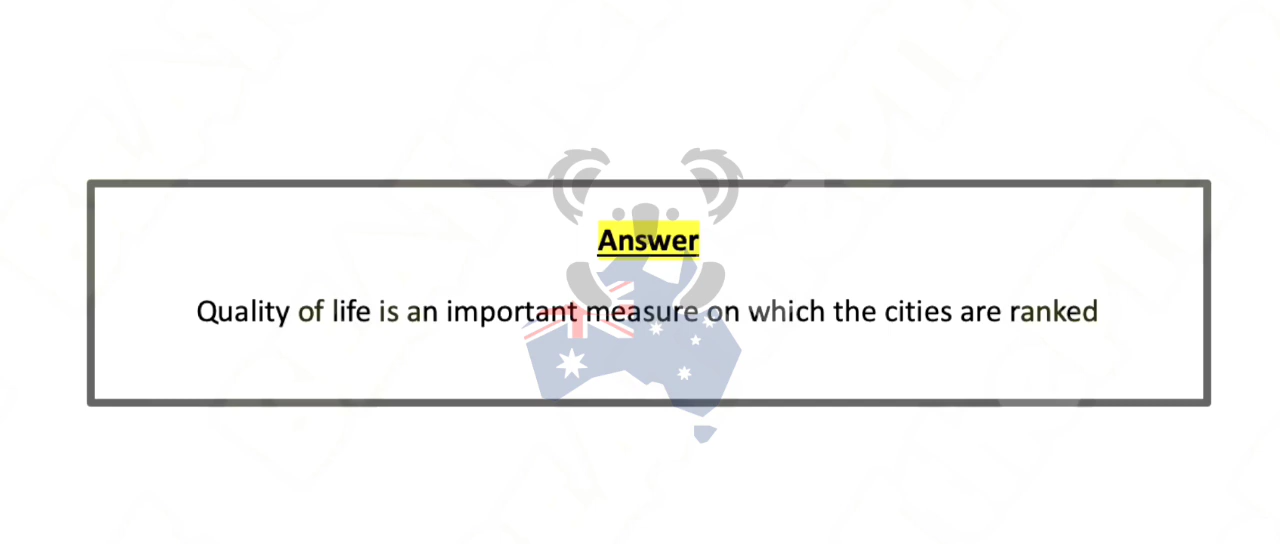 Answer
Quality of life is an important measure on which the cities are ranked